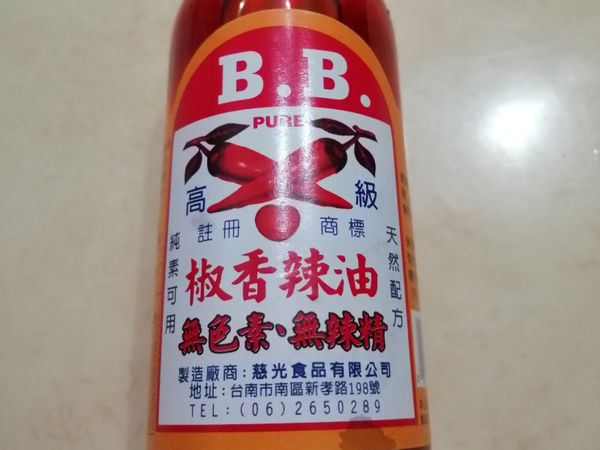 B.B.
PURE
高級
註冊商標
純素可用
天然配方
椒香辣油
無色素、無辣精
製造廠商:慈光食品有限公司
地址:台南市南區新孝路198號
TEL:(06)2650289